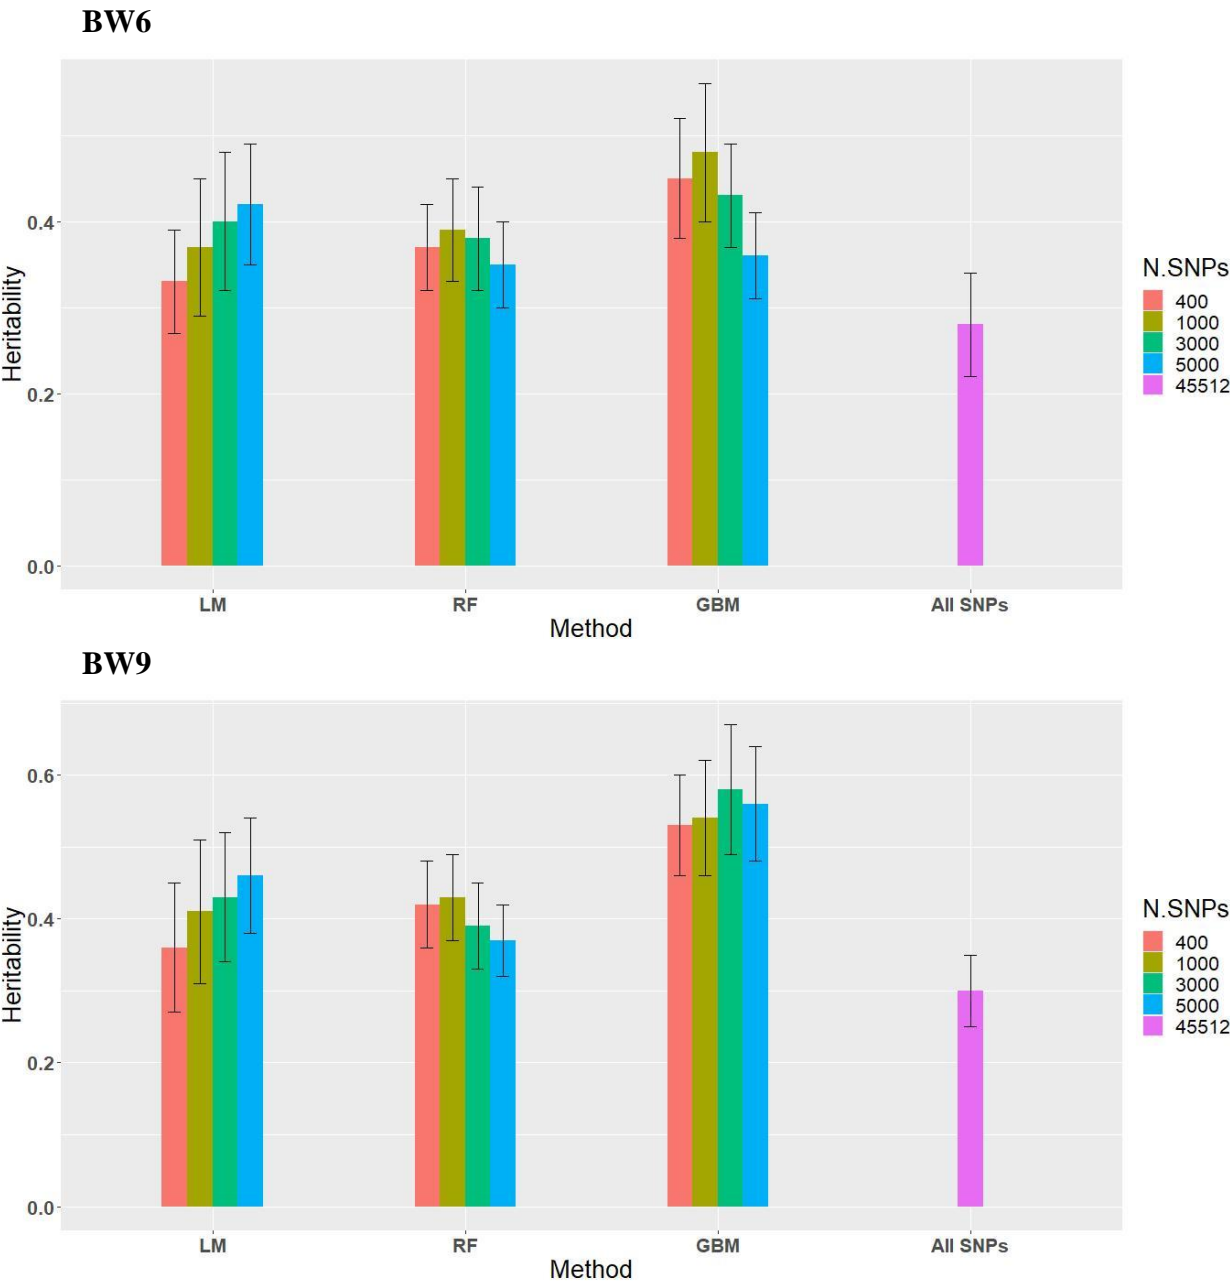 BW6
Heritability
0.4
0.2
0.0
LM RF GBM All SNPs
Method
N.SNPs
400
1000
3000
5000
45512
BW9
Heritability
0.6
0.4
0.2
0.0
LM RF GBM All SNPs
Method
N.SNPs
400
1000
3000
5000
45512